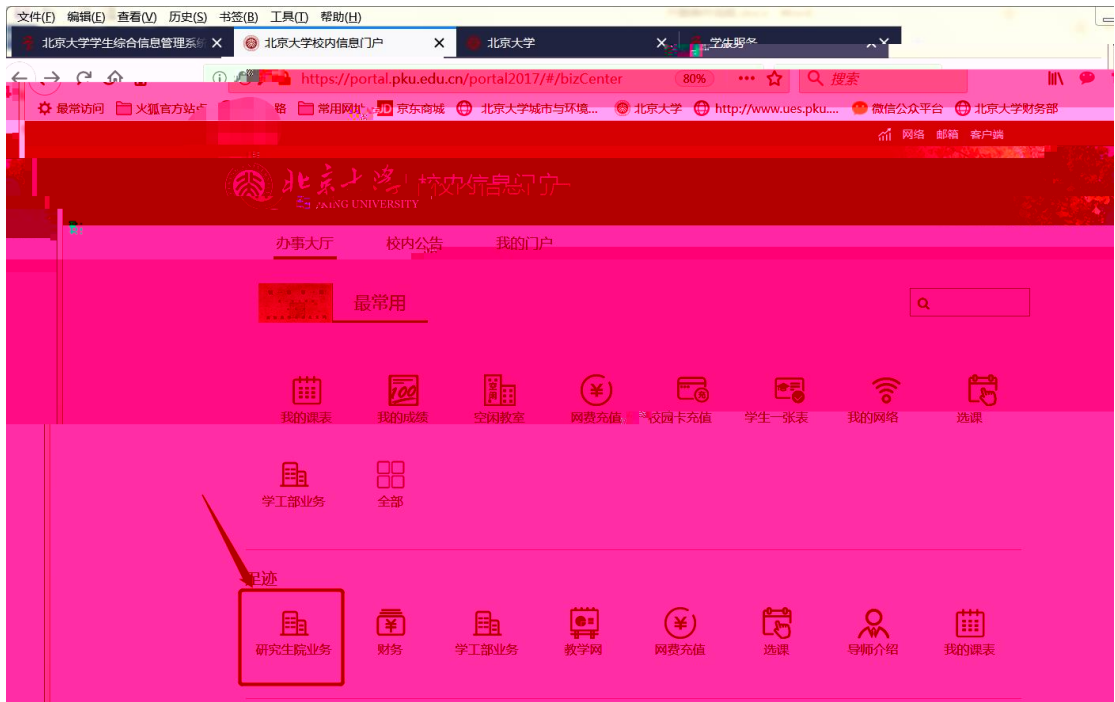 文件(F) 编辑(E) 查看(V) 历史(S) 书签(B) 工具(T) 帮助(H)
北京大学学生综合信息管理系统 × 北京大学校内信息门户 × 北京大学 ×
https://portal.pku.edu.cn/portal2017/#/bizCenter 80% ••• 搜索
最常访问 火狐官方站点 常用网址 JD 京东商城 北京大学城市与环境... 北京大学 http://www.ues.pku.... 微信公众平台 北京大学财务部
网络 邮箱 客户端
北京大学 校内信息门户
UNIVERSITY
办事大厅 校内公告 我的门户
最常用
我的课表 我的成绩 空闲教室 网费充值 校园卡充值 学生一张表 我的网络 选课
学工部业务 全部
足迹
研究生院业务 财务 学工部业务 教学网 网费充值 选课 导师介绍 我的课表